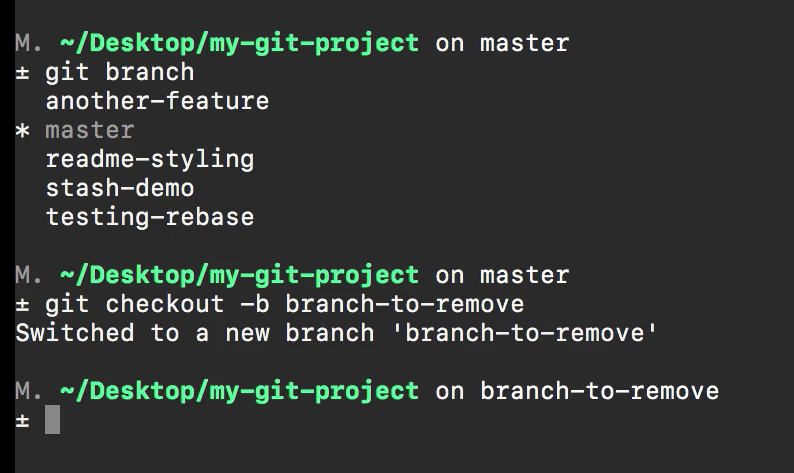 M. ~/Desktop/my-git-project on master
± git branch
  another-feature
* master
  readme-styling
  stash-demo
  testing-rebase

M. ~/Desktop/my-git-project on master
± git checkout -b branch-to-remove
Switched to a new branch 'branch-to-remove'

M. ~/Desktop/my-git-project on branch-to-remove
±